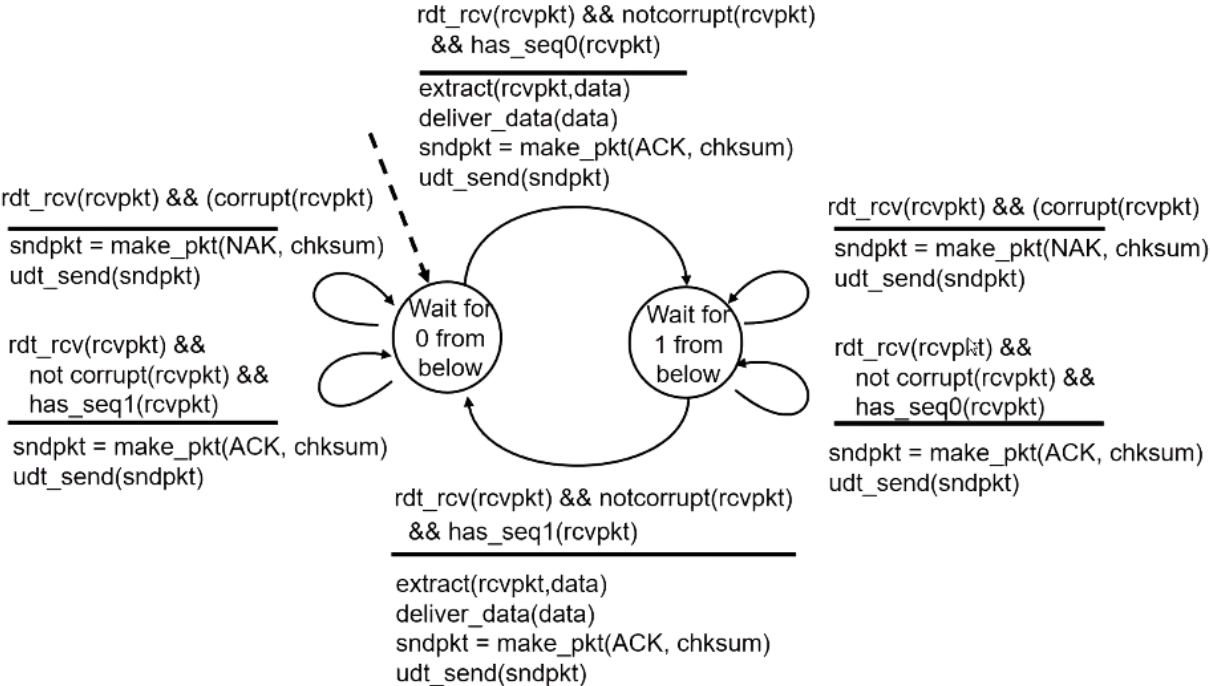 rdt_rcv(rcvpkt) && notcorrupt(rcvpkt)
&& has_seq0(rcvpkt)
extract(rcvpkt,data)
deliver_data(data)
sndpkt = make_pkt(ACK, chksum)
udt_send(sndpkt)
rdt_rcv(rcvpkt) && (corrupt(rcvpkt)
sndpkt = make_pkt(NAK, chksum)
udt_send(sndpkt)
rdt_rcv(rcvpkt) &&
not corrupt(rcvpkt) &&
has_seq1(rcvpkt)
sndpkt = make_pkt(ACK, chksum)
udt_send(sndpkt)
Wait for
0 from
below
Wait for
1 from
below
rdt_rcv(rcvpkt) && (corrupt(rcvpkt)
sndpkt = make_pkt(NAK, chksum)
udt_send(sndpkt)
rdt_rcv(rcvpkt) &&
not corrupt(rcvpkt) &&
has_seq0(rcvpkt)
sndpkt = make_pkt(ACK, chksum)
udt_send(sndpkt)
rdt_rcv(rcvpkt) && notcorrupt(rcvpkt)
&& has_seq1(rcvpkt)
extract(rcvpkt,data)
deliver_data(data)
sndpkt = make_pkt(ACK, chksum)
udt_send(sndpkt)